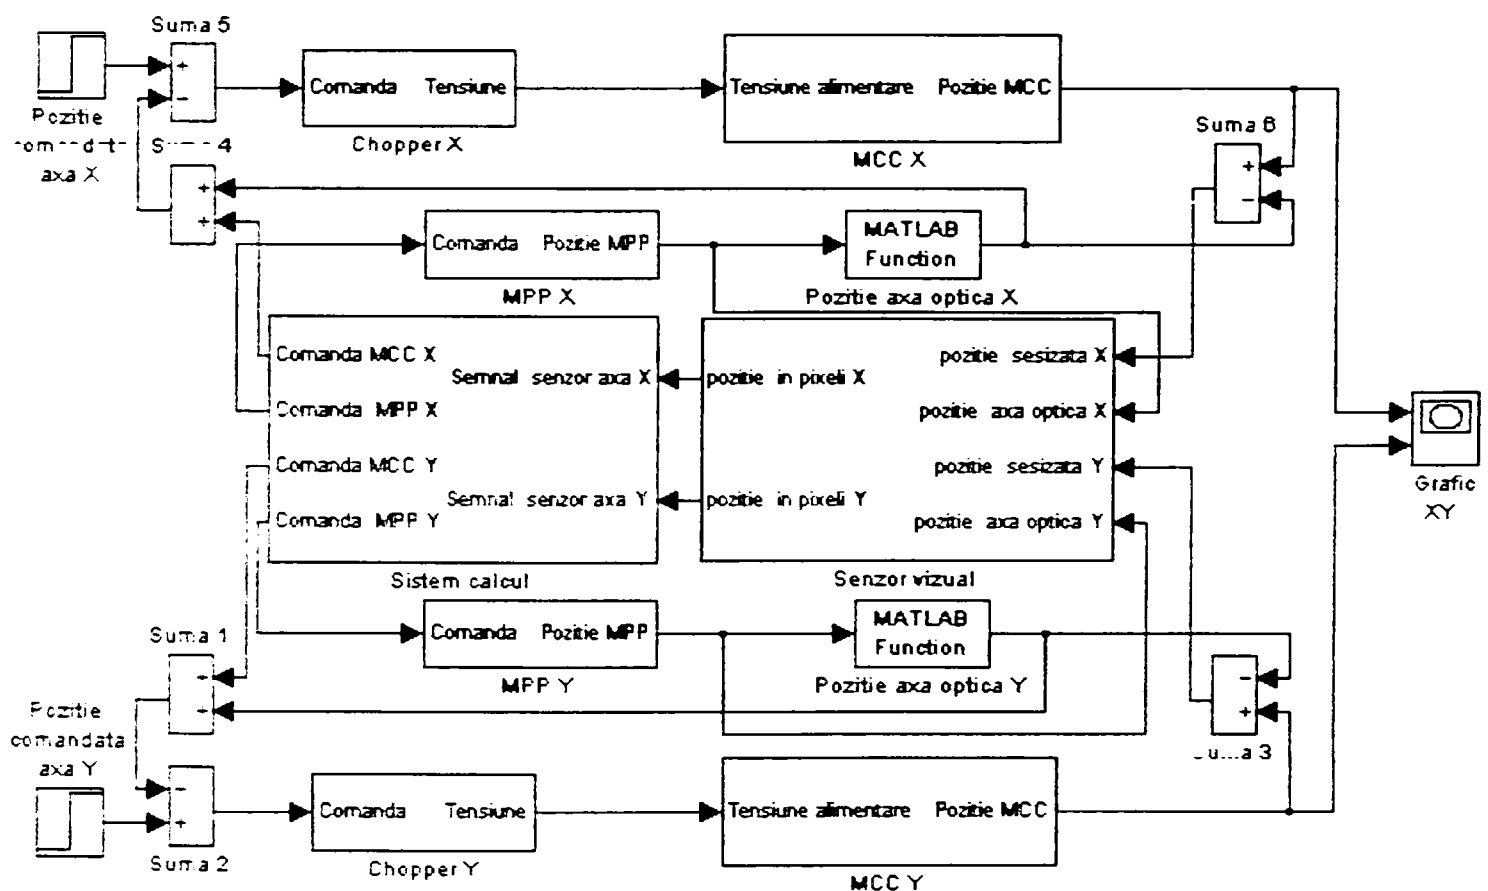 Suma 5
Pozitie
axa X
Comanda Tensiune
Chopper X
Tensiune alimentare Pozitie MCC
MCC X
Suma 6
4
Comanda Pozitie MPP
MPP X
MATLAB
Function
Pozitie axa optica X
Comanda MCC X
Semnal senzor axa X
Comanda MPP X
Comanda MCC Y
Semnal senzor axa Y
Comanda MPP Y
Sistem calcul
pozitie sesizata X
pozitie in pixeli X
pozitie axa optica X
pozitie sesizata Y
pozitie in pixeli Y
pozitie axa optica Y
Senzor vizual
Grafic
XY
Suma 1
Comanda Pozitie MPP
MPP Y
MATLAB
Function
Pozitie axa optica Y
3
Pozitie
comandata
axa Y
Suma 2
Comanda Tensiune
Chopper Y
Tensiune alimentare Pozitie MCC
MCC Y